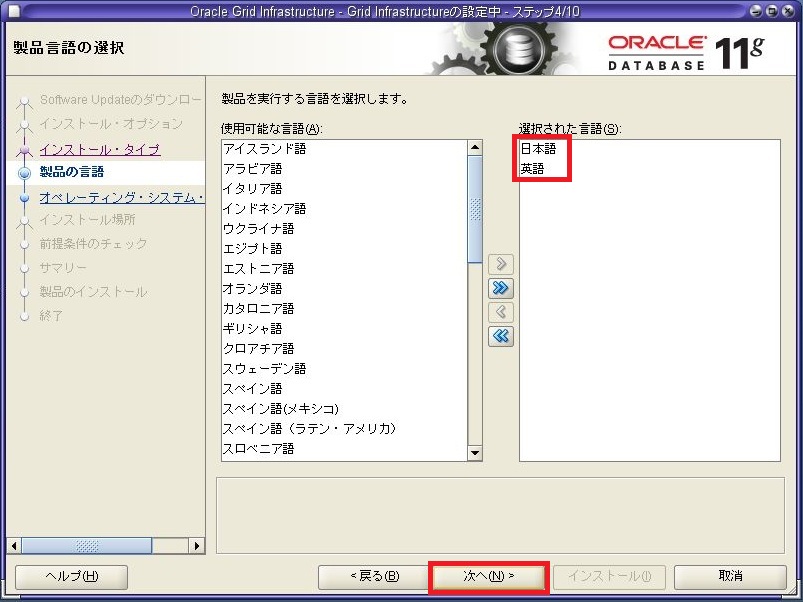 Oracle Grid Infrastructure - Grid Infrastructureの設定中 - ステップ4/10
製品言語の選択
ORACLE
DATABASE
11g
Software Updateのダウンロー
インストール・オプション
インストール・タイプ
製品の言語
オペレーティング・システム・
インストール場所
前提条件のチェック
サマリー
製品のインストール
終了
製品を実行する言語を選択します。
使用可能な言語(A):
アイスランド語
アラビア語
イタリア語
インドネシア語
ウクライナ語
エジプト語
エストニア語
オランダ語
カタロニア語
ギリシャ語
クロアチア語
スウェーデン語
スペイン語
スペイン語(メキシコ)
スペイン語（ラテン・アメリカ）
スロベニア語
選択された言語(S):
日本語
英語
ヘルプ(H)
< 戻る(B)
次へ(N) >
インストール(I)
取消